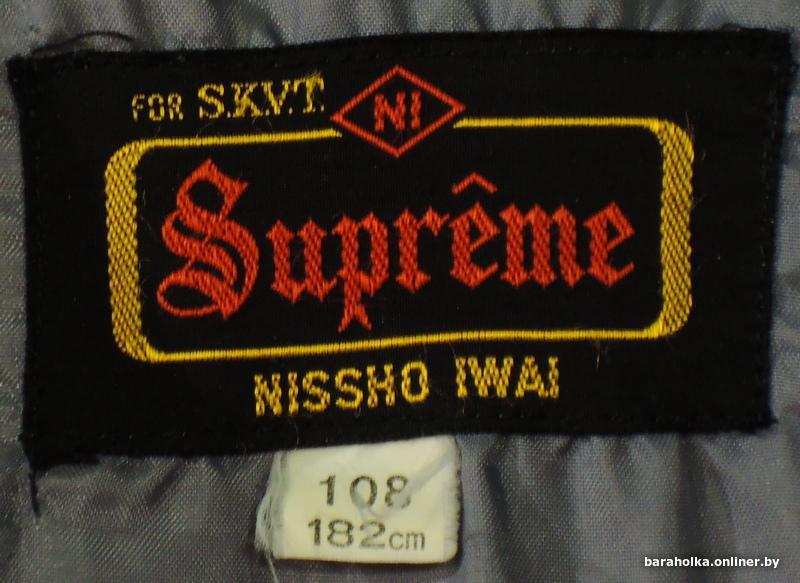 FOR S.K.V.T.
NI
Suprême
NISSHO IWAI
108
182cm
baraholka.onliner.by